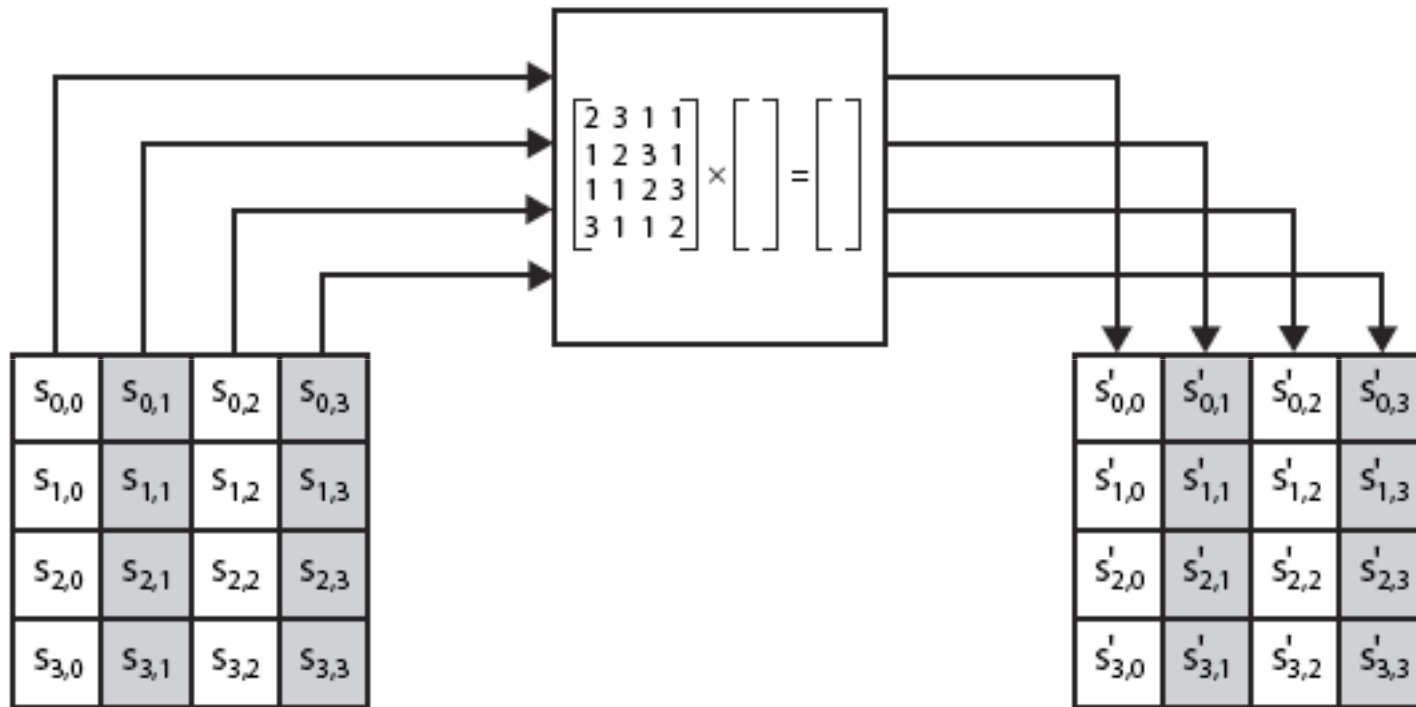 2 3 1 1
1 2 3 1
1 1 2 3
3 1 1 2
× =
S0,0 S0,1 S0,2 S0,3
S1,0 S1,1 S1,2 S1,3
S2,0 S2,1 S2,2 S2,3
S3,0 S3,1 S3,2 S3,3
S'0,0 S'0,1 S'0,2 S'0,3
S'1,0 S'1,1 S'1,2 S'1,3
S'2,0 S'2,1 S'2,2 S'2,3
S'3,0 S'3,1 S'3,2 S'3,3